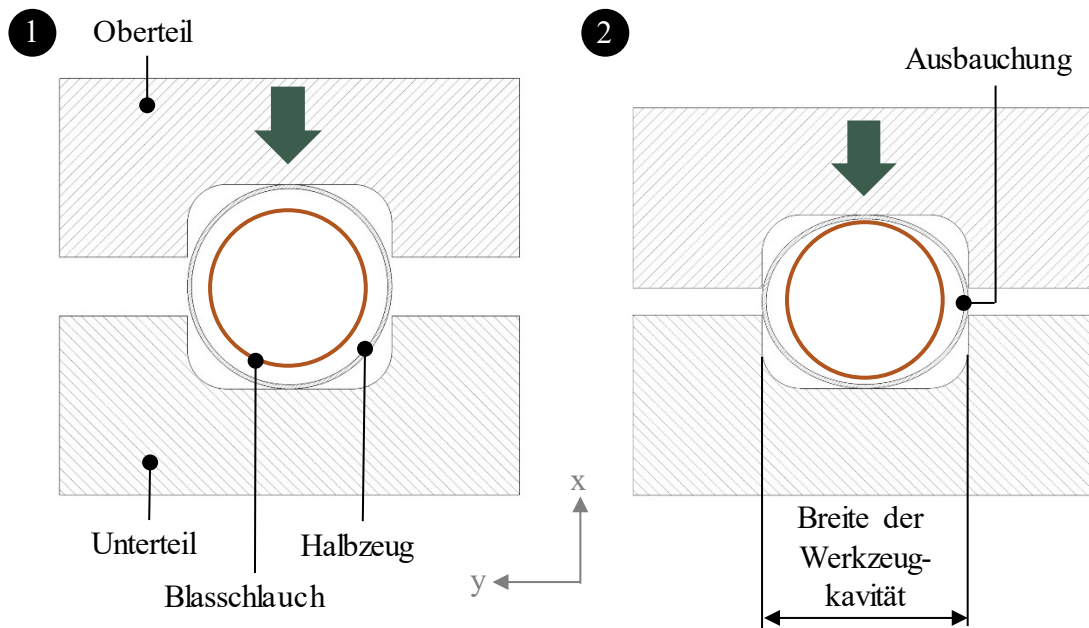 1
Oberteil
Unterteil
Blasschlauch
Halbzeug
x
y
2
Ausbauchung
Breite der
Werkzeug-
kavität